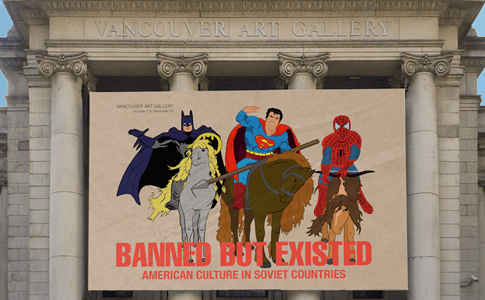 VANCOUVER ART GALLERY
VANCOUVER ART GALLERY
BANNED BUT EXISTED
AMERICAN CULTURE IN SOVIET COUNTRIES